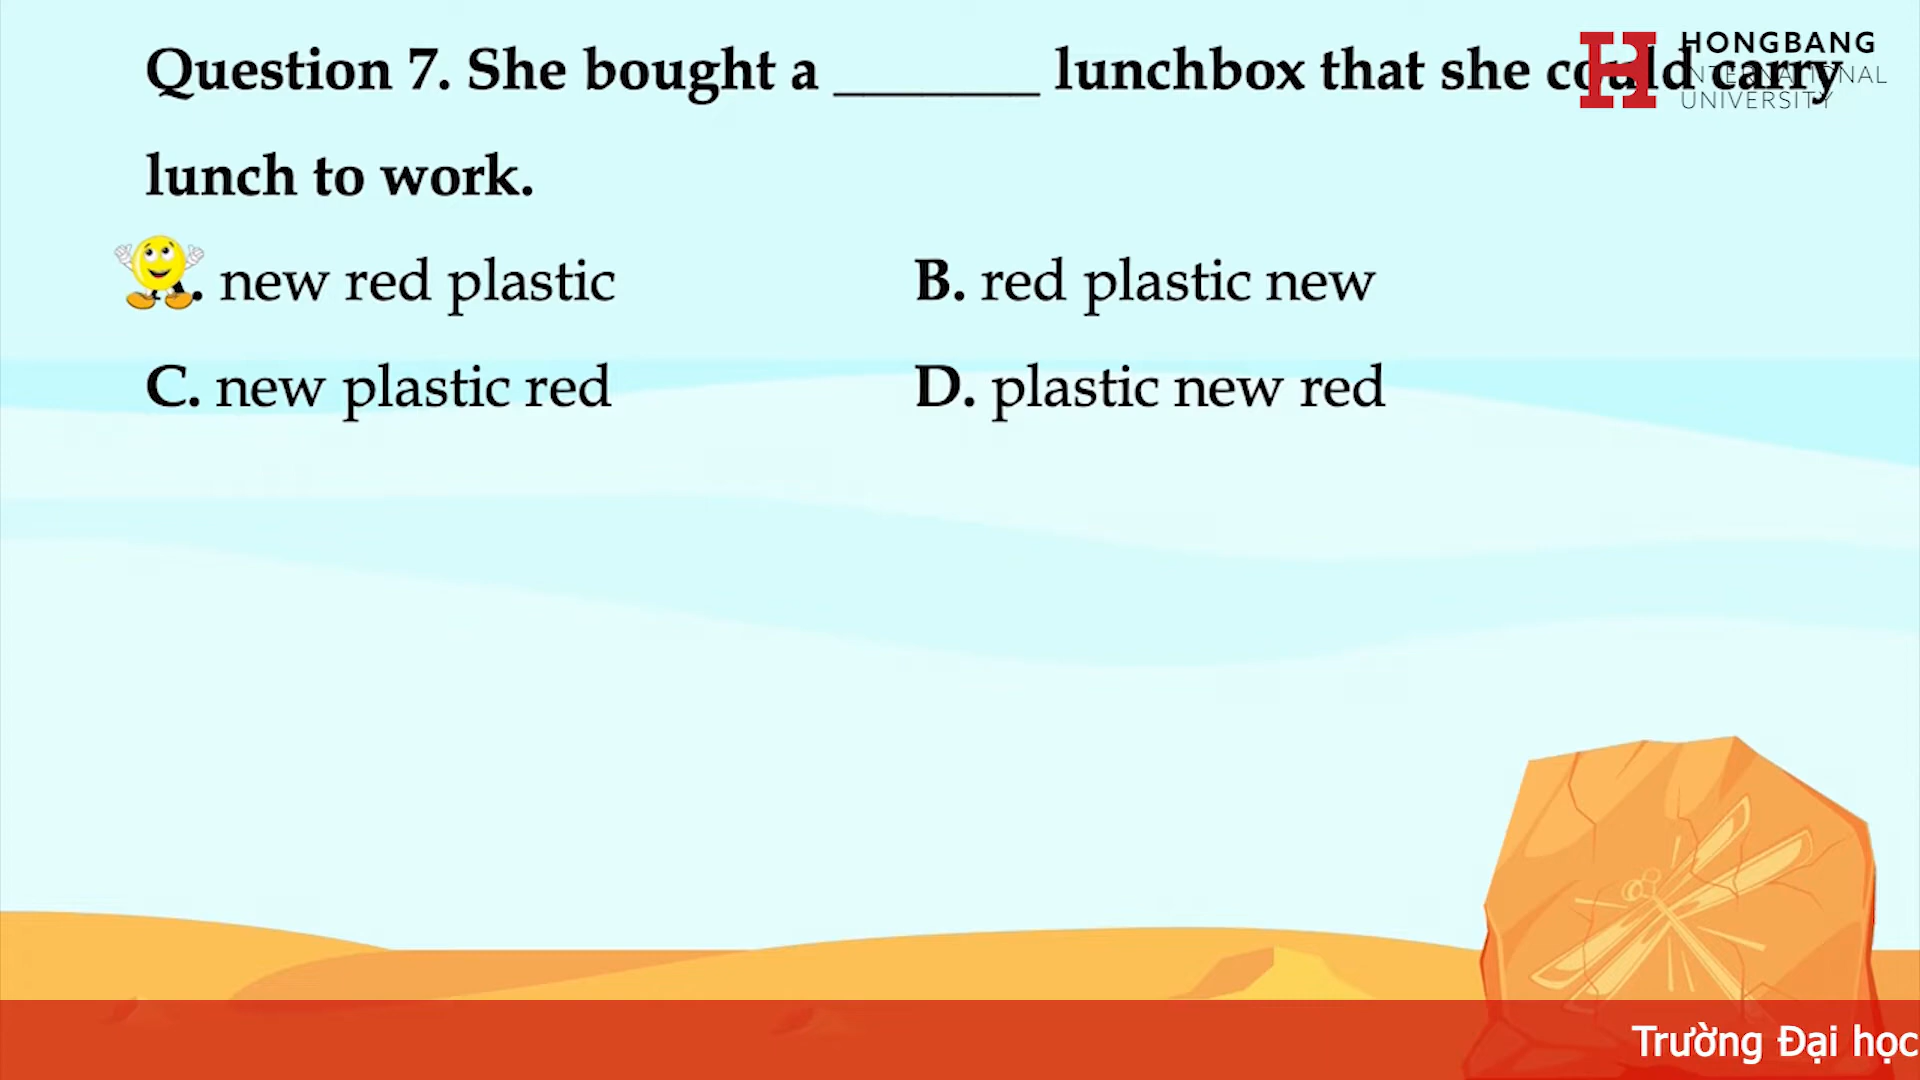 Question 7. She bought a _______ lunchbox that she could carry
lunch to work.
. new red plastic
B. red plastic new
C. new plastic red
D. plastic new red
HONGBANG
INTERNATIONAL
UNIVERSITY
Trường Đại học